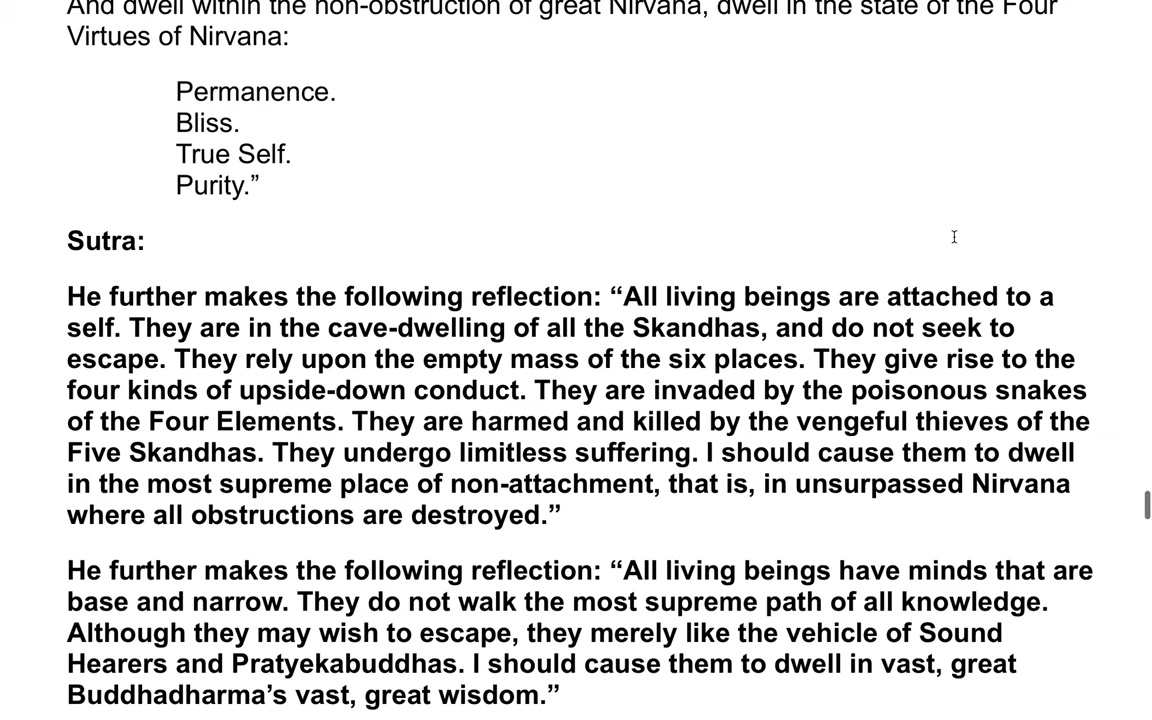 And dwell within the non-obstruction of great Nirvana, dwell in the state of the Four
Virtues of Nirvana:
Permanence.
Bliss.
True Self.
Purity.”
Sutra:
He further makes the following reflection: “All living beings are attached to a
self. They are in the cave-dwelling of all the Skandhas, and do not seek to
escape. They rely upon the empty mass of the six places. They give rise to the
four kinds of upside-down conduct. They are invaded by the poisonous snakes
of the Four Elements. They are harmed and killed by the vengeful thieves of the
Five Skandhas. They undergo limitless suffering. I should cause them to dwell
in the most supreme place of non-attachment, that is, in unsurpassed Nirvana
where all obstructions are destroyed.”
He further makes the following reflection: “All living beings have minds that are
base and narrow. They do not walk the most supreme path of all knowledge.
Although they may wish to escape, they merely like the vehicle of Sound
Hearers and Pratyekabuddhas. I should cause them to dwell in vast, great
Buddhadharma’s vast, great wisdom.”